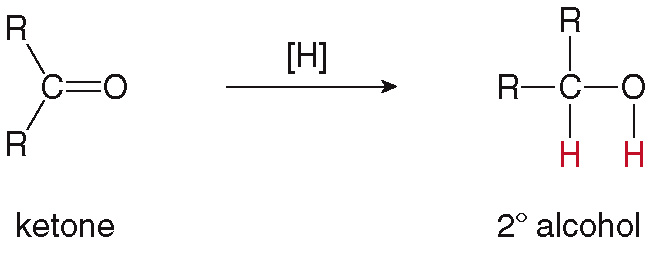 R
C=O
R
[H]
R
R—C—O
H H
ketone
2° alcohol